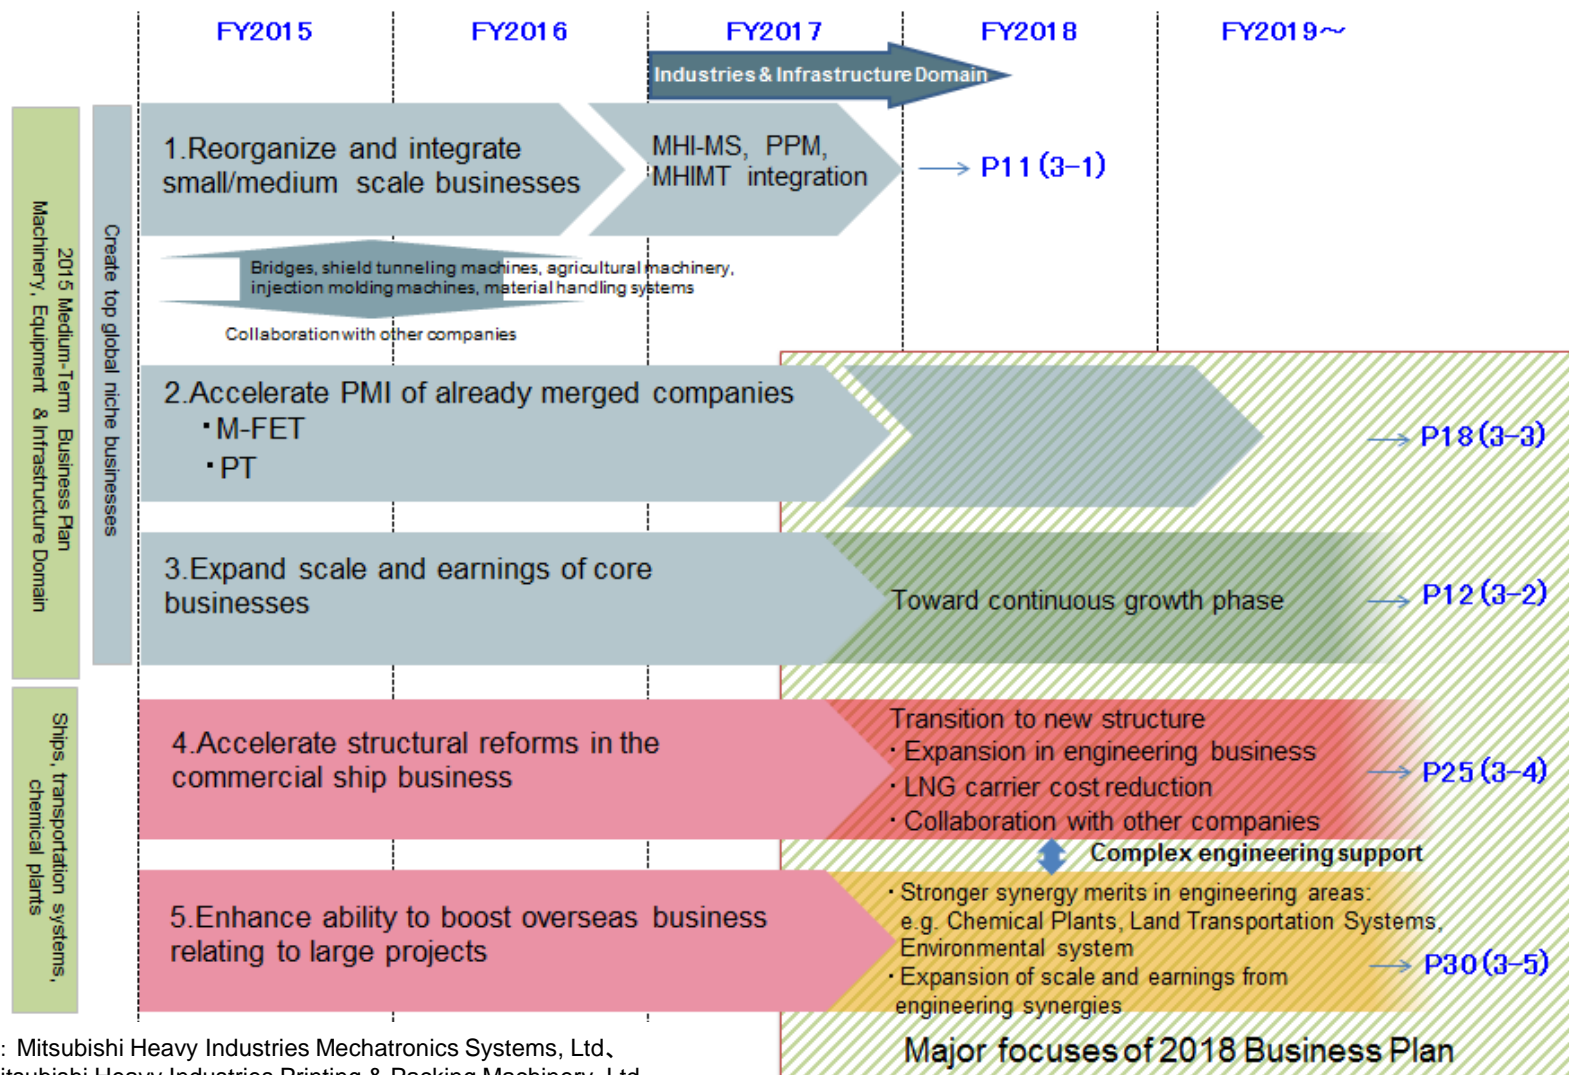 FY2015 FY2016 FY2017 FY2018 FY2019~
Industries & Infrastructure Domain
2015 Medium-Term Business Plan
Machinery, Equipment & Infrastructure Domain
Create top global niche businesses
1.Reorganize and integrate
small/medium scale businesses
MHI-MS, PPM,
MHIMT integration
P11(3-1)
Bridges, shield tunneling machines, agricultural machinery,
injection molding machines, material handling systems
Collaboration with other companies
2.Accelerate PMI of already merged companies
・M-FET
・PT
P18(3-3)
3.Expand scale and earnings of core
businesses
Toward continuous growth phase
P12(3-2)
Ships, transportation systems,
chemical plants
4.Accelerate structural reforms in the
commercial ship business
Transition to new structure
・Expansion in engineering business
・LNG carrier cost reduction
・Collaboration with other companies
P25(3-4)
Complex engineering support
5.Enhance ability to boost overseas business
relating to large projects
・Stronger synergy merits in engineering areas:
e.g. Chemical Plants, Land Transportation Systems,
Environmental system
・Expansion of scale and earnings from
engineering synergies
P30(3-5)
Major focuses of 2018 Business Plan
: Mitsubishi Heavy Industries Mechatronics Systems, Ltd、
itsubishi Heavy Industries Printing & Packing Machinery, Ltd